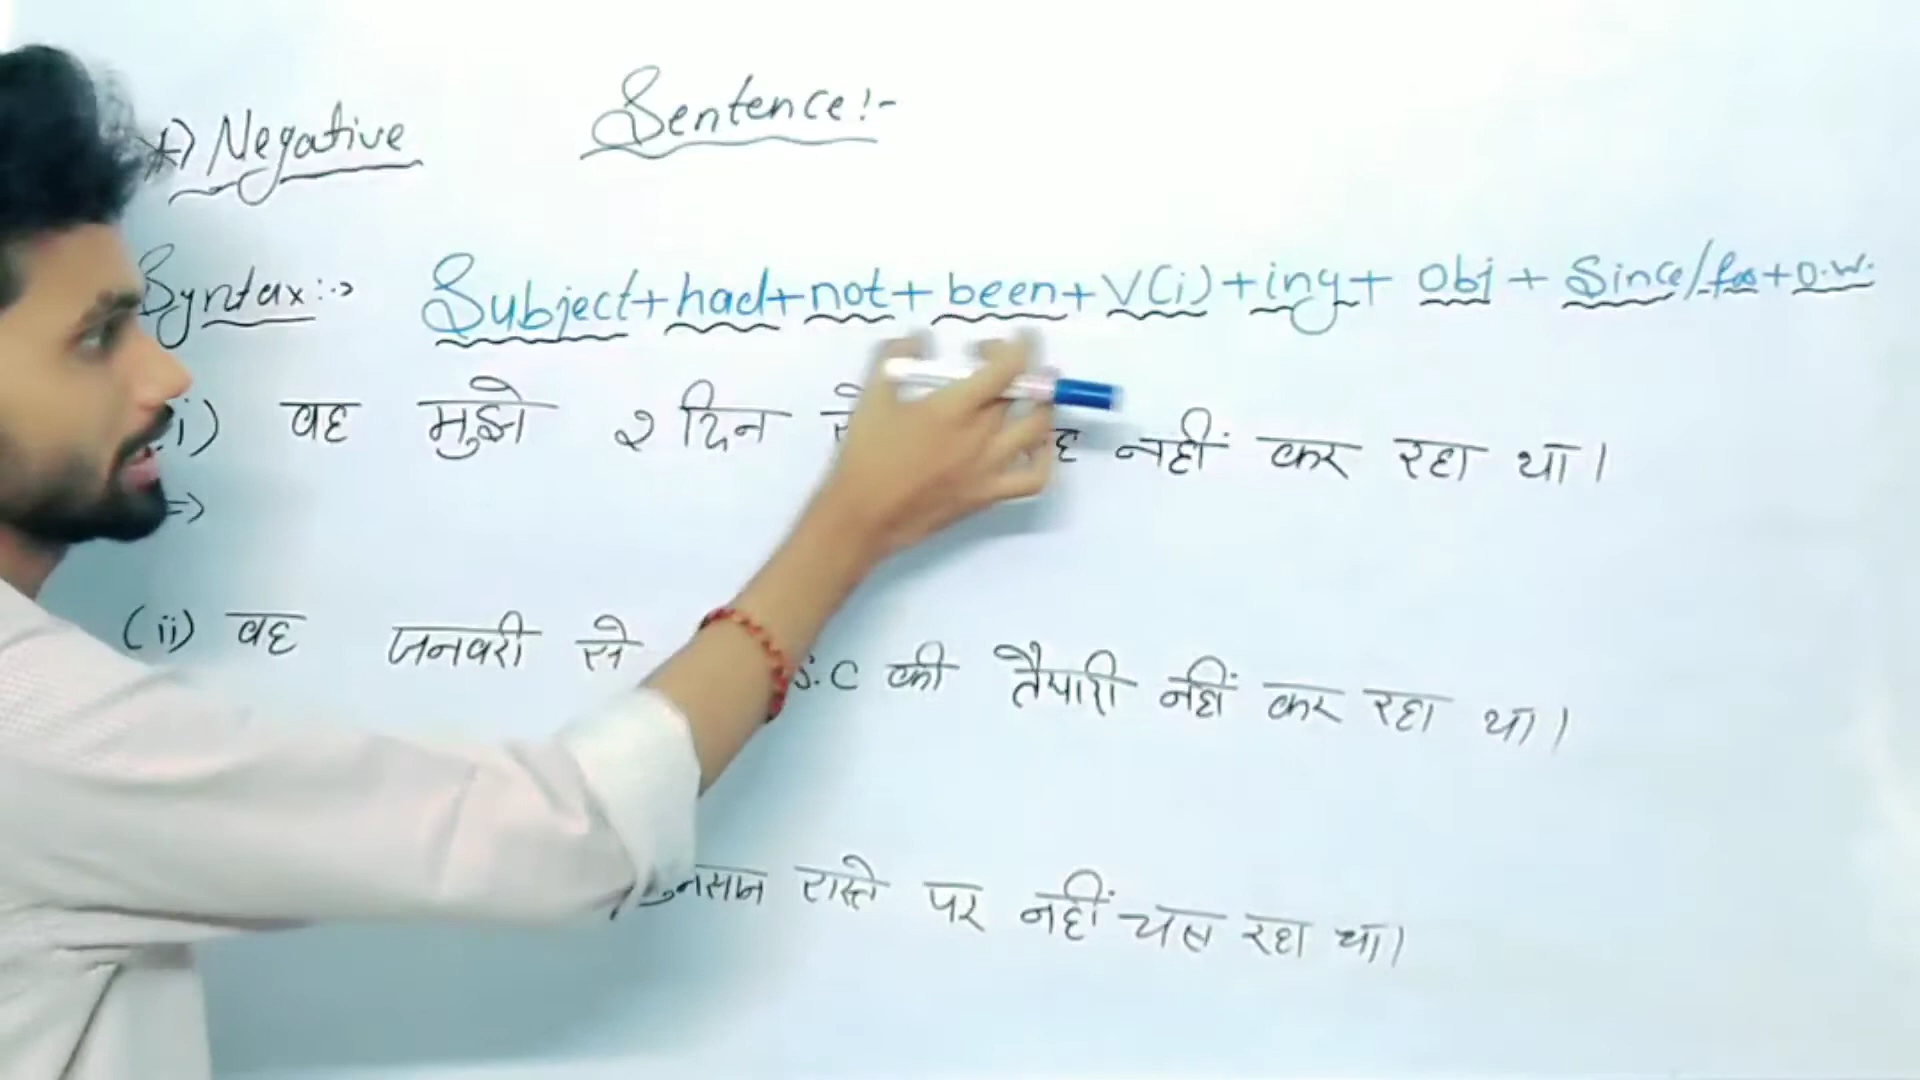 *) Negative Sentence:-
Syntax:-> Subject+had+not+been+V(i)+ing+ obj + Since/for+O.W.
i) वह मुझे २ दिन नहीं कर रहा था।
=>
(ii) वह जनवरी से S.C की तैयारी नहीं कर रहा था।
सुनसान रास्ते पर नहीं चल रहा था।